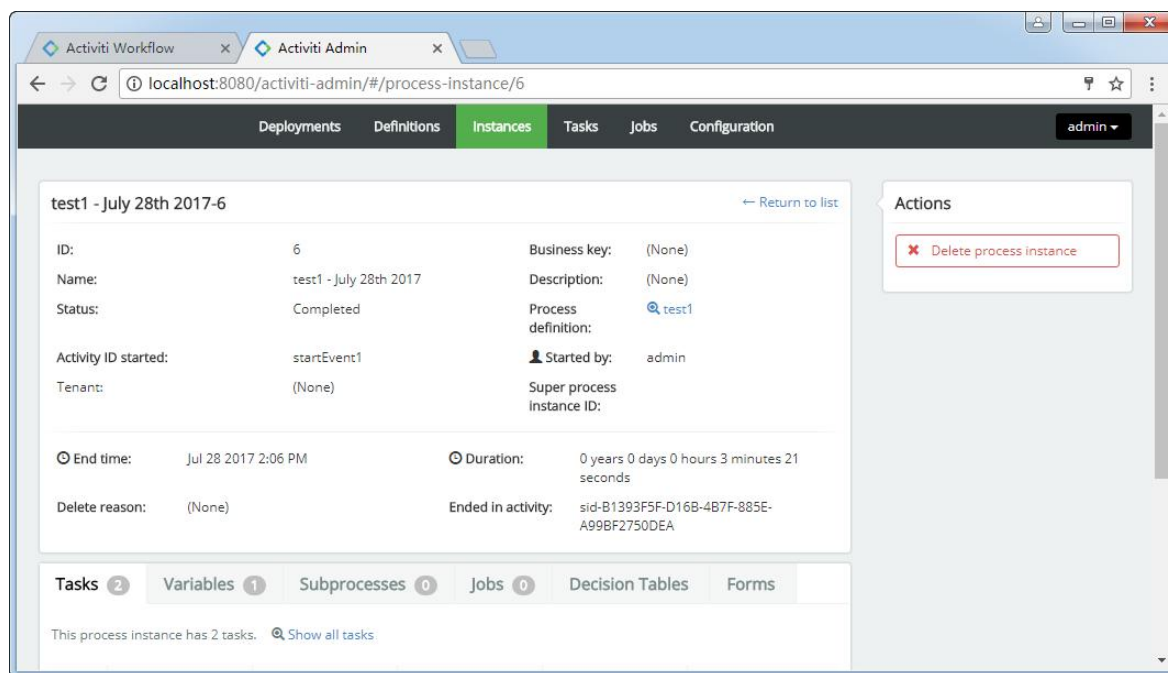 Activiti Workflow
Activiti Admin
localhost:8080/activiti-admin/#/process-instance/6
Deployments Definitions Instances Tasks Jobs Configuration admin
test1 - July 28th 2017-6
← Return to list
Actions
Delete process instance
ID: 6 Business key: (None)
Name: test1 - July 28th 2017 Description: (None)
Status: Completed Process test1
definition:
Activity ID started: startEvent1 Started by: admin
Tenant: (None) Super process
instance ID:
End time: Jul 28 2017 2:06 PM Duration: 0 years 0 days 0 hours 3 minutes 21
seconds
Delete reason: (None) Ended in activity: sid-B1393F5F-D16B-4B7F-885E-
A99BF2750DEA
Tasks 2 Variables 1 Subprocesses 0 Jobs 0 Decision Tables Forms
This process instance has 2 tasks. Show all tasks